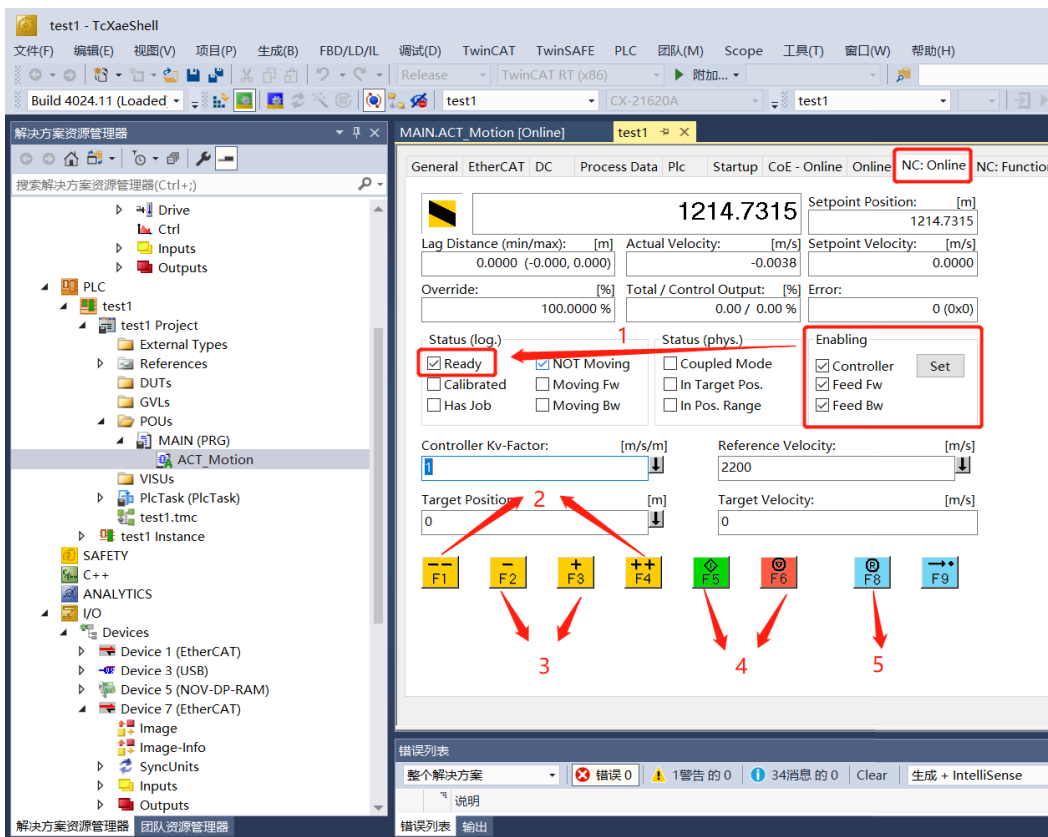 test1 - TcXaeShell
文件(F) 编辑(E) 视图(V) 项目(P) 生成(B) FBD/LD/IL 调试(D) TwinCAT TwinSAFE PLC 团队(M) Scope 工具(T) 窗口(W) 帮助(H)
Release TwinCAT RT (x86) 附加...
Build 4024.11 (Loaded test1 CX-21620A test1
解决方案资源管理器
搜索解决方案资源管理器(Ctrl+;)
Drive
Ctrl
Inputs
Outputs
PLC
test1
test1 Project
External Types
References
DUTs
GVLs
POUs
MAIN (PRG)
ACT_Motion
VISUs
PlcTask (PlcTask)
test1.tmc
test1 Instance
SAFETY
C++
ANALYTICS
I/O
Devices
Device 1 (EtherCAT)
Device 3 (USB)
Device 5 (NOV-DP-RAM)
Device 7 (EtherCAT)
Image
Image-Info
SyncUnits
Inputs
Outputs
解决方案资源管理器 团队资源管理器
MAIN.ACT_Motion [Online] test1
General EtherCAT DC Process Data Plc Startup CoE - Online Online NC: Online NC: Function
1214.7315
Setpoint Position: [m]
1214.7315
Lag Distance (min/max): [m] Actual Velocity: [m/s] Setpoint Velocity: [m/s]
0.0000 (-0.000, 0.000) -0.0038 0.0000
Override: [%] Total / Control Output: [%] Error:
100.0000 % 0.00 / 0.00 % 0 (0x0)
1
Status (log.) Status (phys.) Enabling
Ready NOT Moving Coupled Mode Controller Set
Calibrated Moving Fw In Target Pos. Feed Fw
Has Job Moving Bw In Pos. Range Feed Bw
Controller Kv-Factor: [m/s/m] Reference Velocity: [m/s]
1 2200
Target Position [m] Target Velocity: [m/s]
2
0 0
-- - + ++
F1 F2 F3 F4 F5 F6 F8 F9
R
3 4 5
错误列表
整个解决方案 错误 0 1警告 的 0 34消息 的 0 Clear 生成 + IntelliSense
说明
错误列表 输出